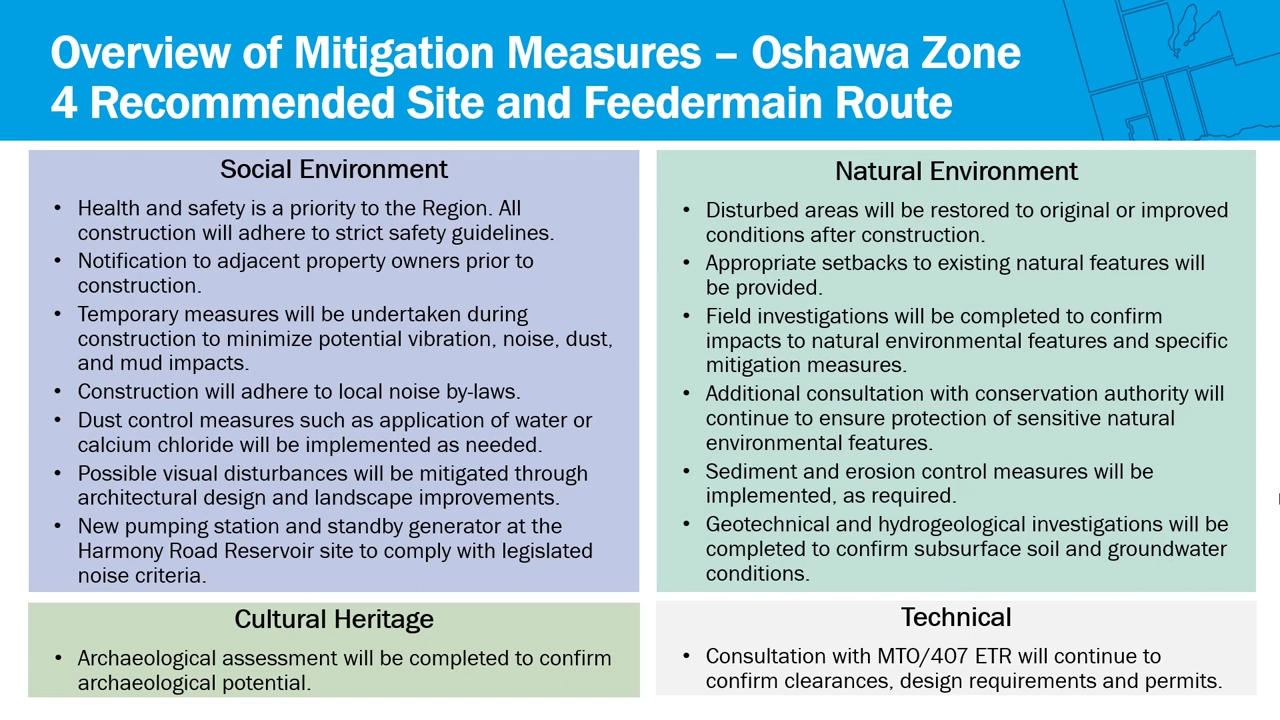 Overview of Mitigation Measures – Oshawa Zone
4 Recommended Site and Feedermain Route
Social Environment
• Health and safety is a priority to the Region. All
construction will adhere to strict safety guidelines.
• Notification to adjacent property owners prior to
construction.
• Temporary measures will be undertaken during
construction to minimize potential vibration, noise, dust,
and mud impacts.
• Construction will adhere to local noise by-laws.
• Dust control measures such as application of water or
calcium chloride will be implemented as needed.
• Possible visual disturbances will be mitigated through
architectural design and landscape improvements.
• New pumping station and standby generator at the
Harmony Road Reservoir site to comply with legislated
noise criteria.
Natural Environment
• Disturbed areas will be restored to original or improved
conditions after construction.
• Appropriate setbacks to existing natural features will
be provided.
• Field investigations will be completed to confirm
impacts to natural environmental features and specific
mitigation measures.
• Additional consultation with conservation authority will
continue to ensure protection of sensitive natural
environmental features.
• Sediment and erosion control measures will be
implemented, as required.
• Geotechnical and hydrogeological investigations will be
completed to confirm subsurface soil and groundwater
conditions.
Cultural Heritage
• Archaeological assessment will be completed to confirm
archaeological potential.
Technical
• Consultation with MTO/407 ETR will continue to
confirm clearances, design requirements and permits.